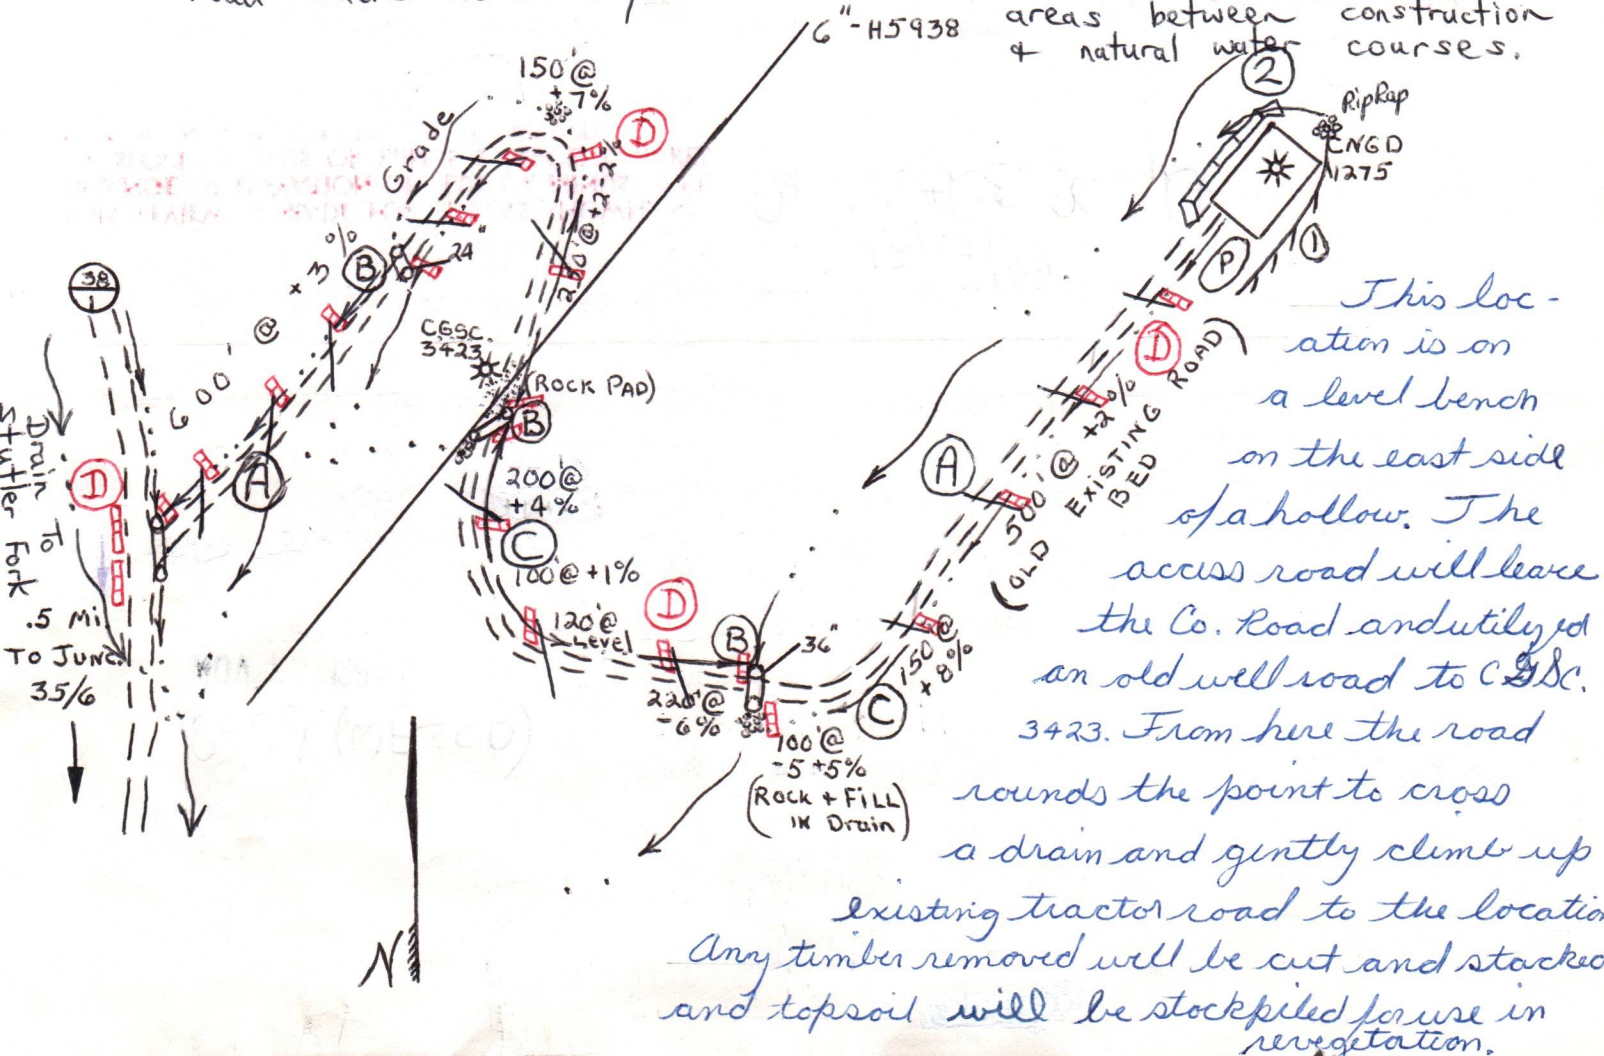 6"-H5938
areas between construction
& natural water courses.
150'@
+7%
Grade
D
2
RipRap
CNGD
1275
1
P
38
+3%
B
24"
600' @
250'@+2-2%
CGSC.
3423
(ROCK PAD)
B
D
A
200'@
+4%
C
100'@+1%
120'@
Level
D
B
36"
220'@
-6%
100'@
-5+5%
(Rock + Fill
in Drain)
150'@
+8%
C
A
500'@ +2%
(OLD EXISTING ROAD)
BED
D
Drain To
Stutler Fork
.5 Mi.
TO JUNC.
35/6
N
This loc-
ation is on
a level bench
on the east side
of a hollow. The
access road will leave
the Co. Road and utilyzed
an old well road to CGSC.
3423. From here the road
rounds the point to cross
a drain and gently climb up
existing tractor road to the location
Any timber removed will be cut and stacked
and topsoil will be stockpiled for use in
revegetation.